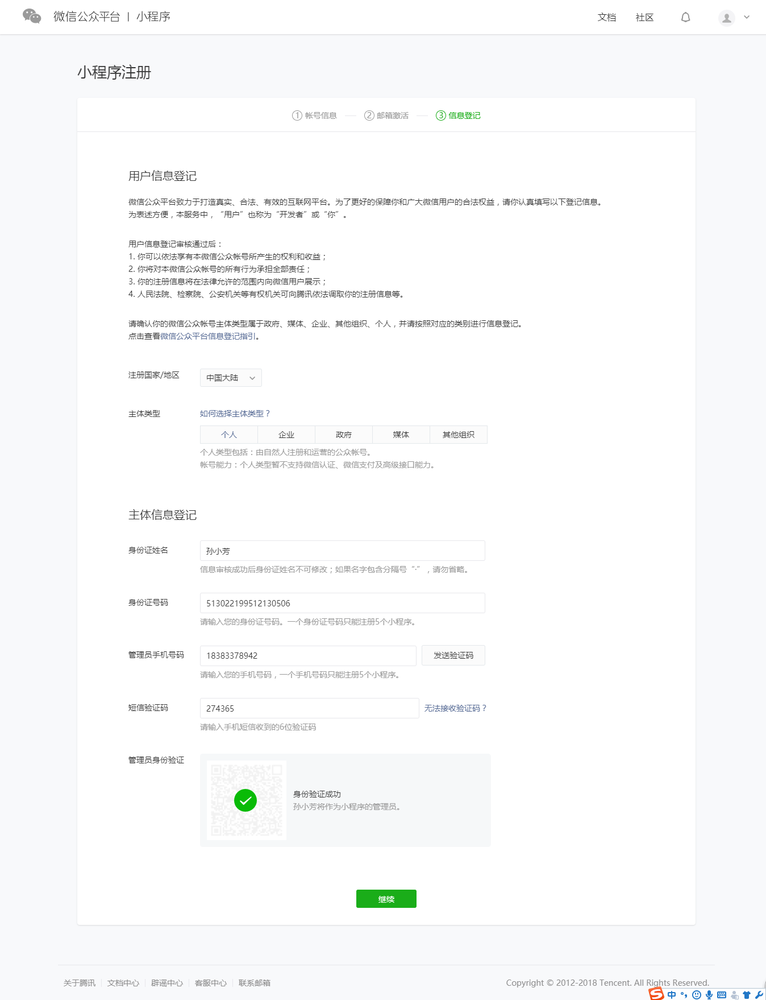 微信公众平台 | 小程序
文档 社区
小程序注册
① 帐号信息 ② 邮箱激活 ③ 信息登记
用户信息登记
微信公众平台致力于打造真实、合法、有效的互联网平台。为了更好的保障你和广大微信用户的合法权益，请你认真填写以下登记信息。
为表述方便，本服务中，“用户”也称为“开发者”或“你”。
用户信息登记审核通过后：
1. 你可以依法享有本微信公众帐号所产生的权利和收益；
2. 你将对本微信公众帐号的所有行为承担全部责任；
3. 你的注册信息将在法律允许的范围内向微信用户展示；
4. 人民法院、检察院、公安机关等有权机关可向腾讯依法调取你的注册信息等。
请确认你的微信公众帐号主体类型属于政府、媒体、企业、其他组织、个人，并请按照对应的类别进行信息登记。
点击查看微信公众平台信息登记指引。
注册国家/地区 中国大陆
主体类型 如何选择主体类型？
个人 企业 政府 媒体 其他组织
个人类型包括：由自然人注册和运营的公众帐号。
帐号能力：个人类型暂不支持微信认证、微信支付及高级接口能力。
主体信息登记
身份证姓名 孙小芳
信息审核成功后身份证姓名不可修改；如果名字包含分隔号“·”，请勿省略。
身份证号码 513022199512130506
请输入您的身份证号码。一个身份证号码只能注册5个小程序。
管理员手机号码 18383378942 发送验证码
请输入您的手机号码，一个手机号码只能注册5个小程序。
短信验证码 274365 无法接收验证码？
请输入手机短信收到的6位验证码
管理员身份验证
身份验证成功
孙小芳将作为小程序的管理员。
继续
关于腾讯 文档中心 辟谣中心 客服中心 联系邮箱
Copyright © 2012-2018 Tencent. All Rights Reserved.
中